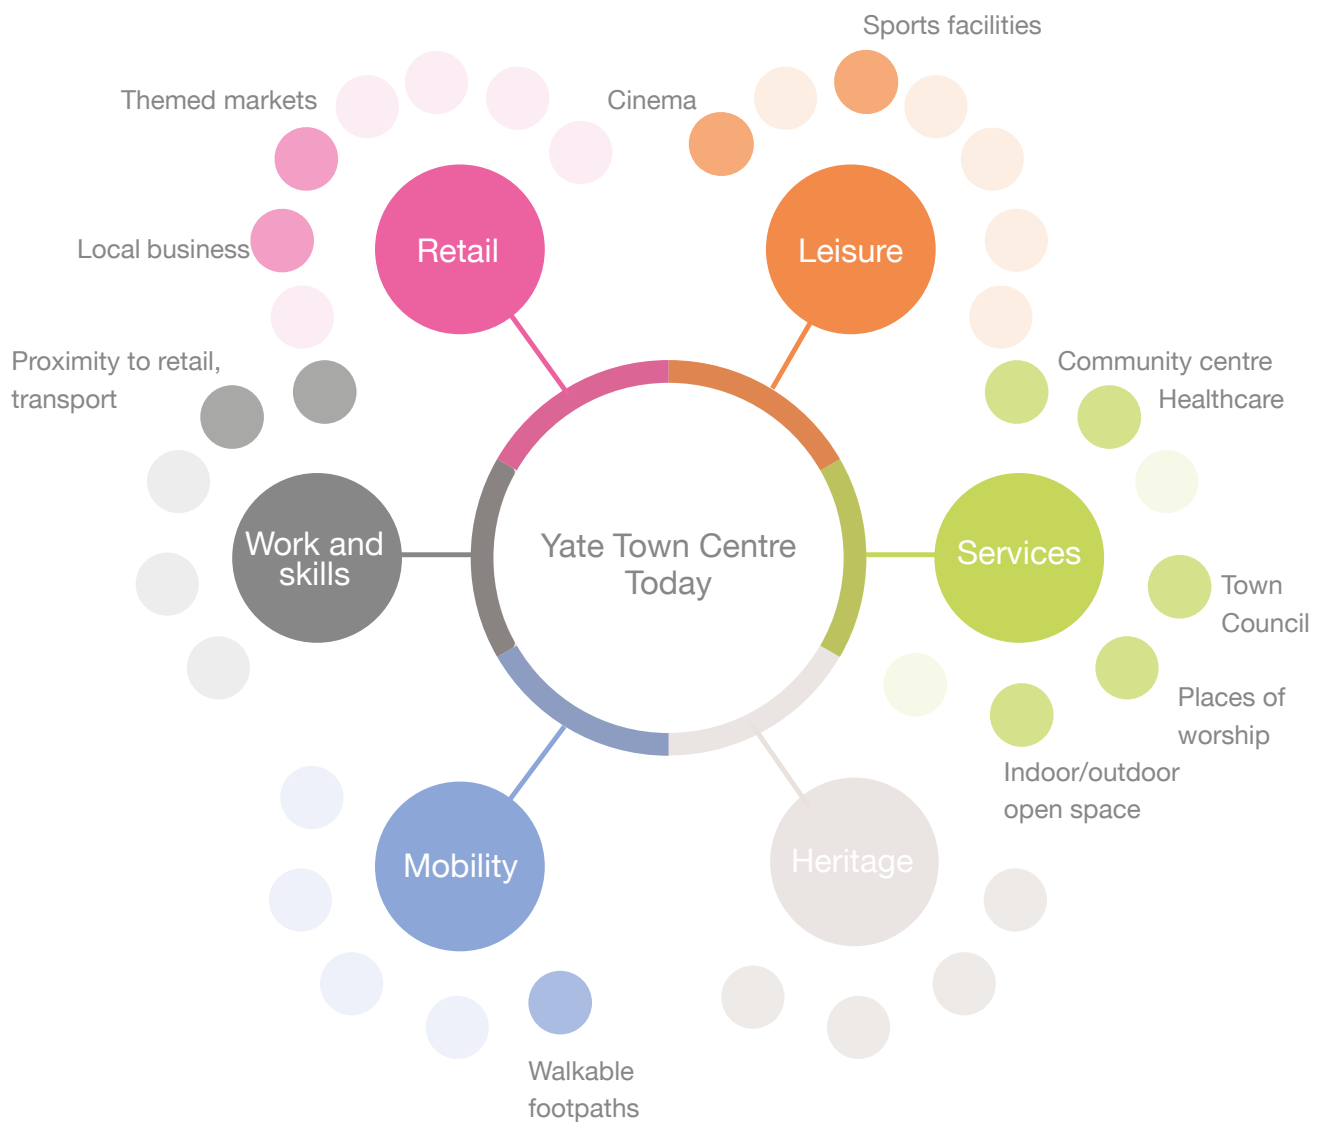 Sports facilities
Themed markets
Cinema
Local business
Retail
Leisure
Proximity to retail,
transport
Community centre
Healthcare
Work and
skills
Yate Town Centre
Today
Services
Town
Council
Places of
worship
Indoor/outdoor
open space
Mobility
Heritage
Walkable
footpaths